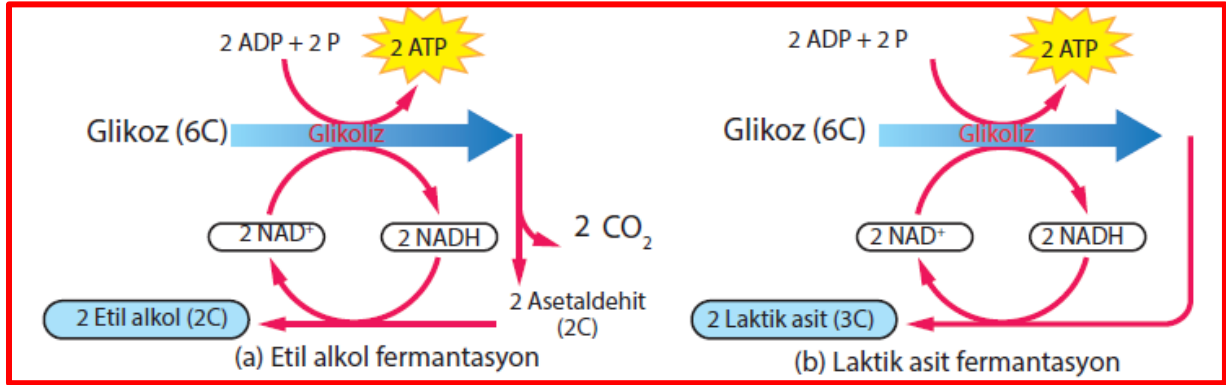 2 ADP + 2 P
2 ATP
Glikoz (6C)
Glikoliz
2 NAD⁺
2 NADH
2 CO₂
2 Etil alkol (2C)
2 Asetaldehit
(2C)
(a) Etil alkol fermantasyon
2 ADP + 2 P
2 ATP
Glikoz (6C)
Glikoliz
2 NAD⁺
2 NADH
2 Laktik asit (3C)
(b) Laktik asit fermantasyon